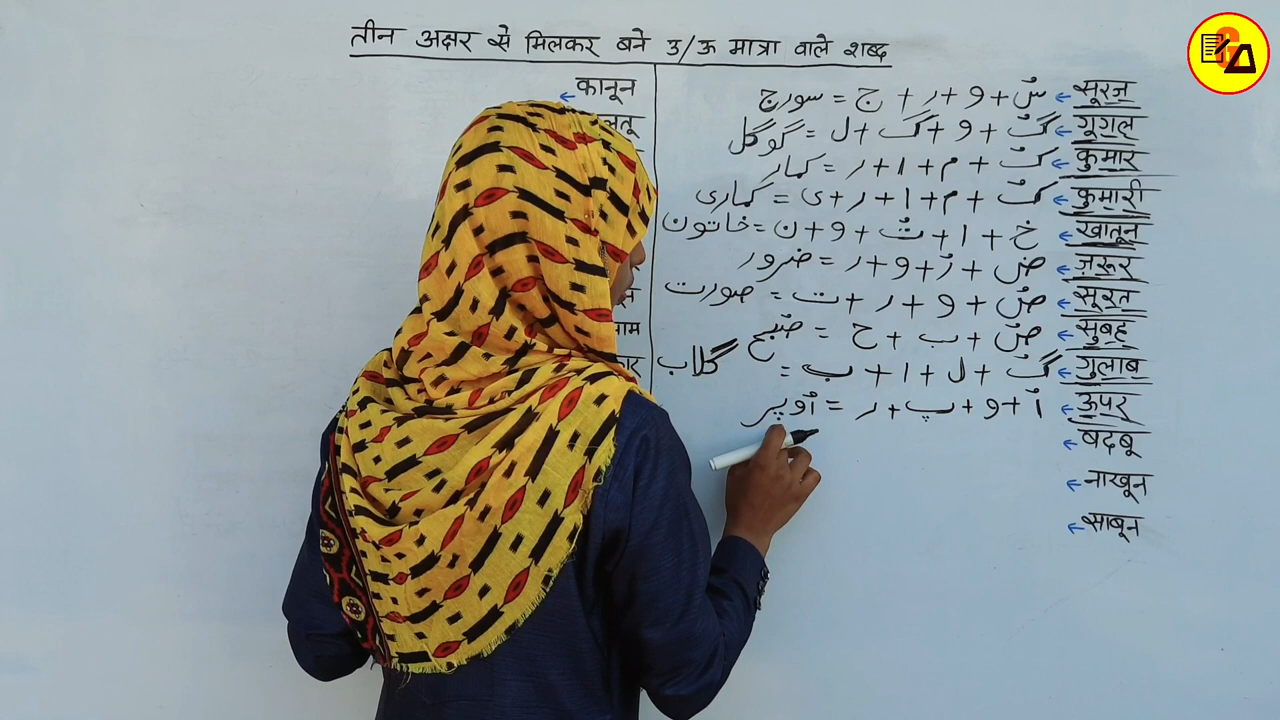 तीन अक्षर से मिलकर बने उ/ऊ मात्रा वाले शब्द
सूरज ← سُ + و + ر + ج = سورج
गूगल ← گُ + و + گ + ل = گوگل
कुमार ← کُ + م + ا + ر = کمار
कुमारी ← کُ + م + ا + ر + ی = کماری
खातून ← خ + ا + تُ + و + ن = خاتون
ज़रूर ← ض + رُ + و + ر = ضرور
सूरत ← صُ + و + ر + ت = صورت
सुबह ← صُ + ب + ح = صُبح
गुलाब ← گُ + ل + ا + ب = گلاب
ऊपर ← اُ + و + پ + ر = اُوپر
बदबू ←
नाखून ←
साबून ←
कानून ←